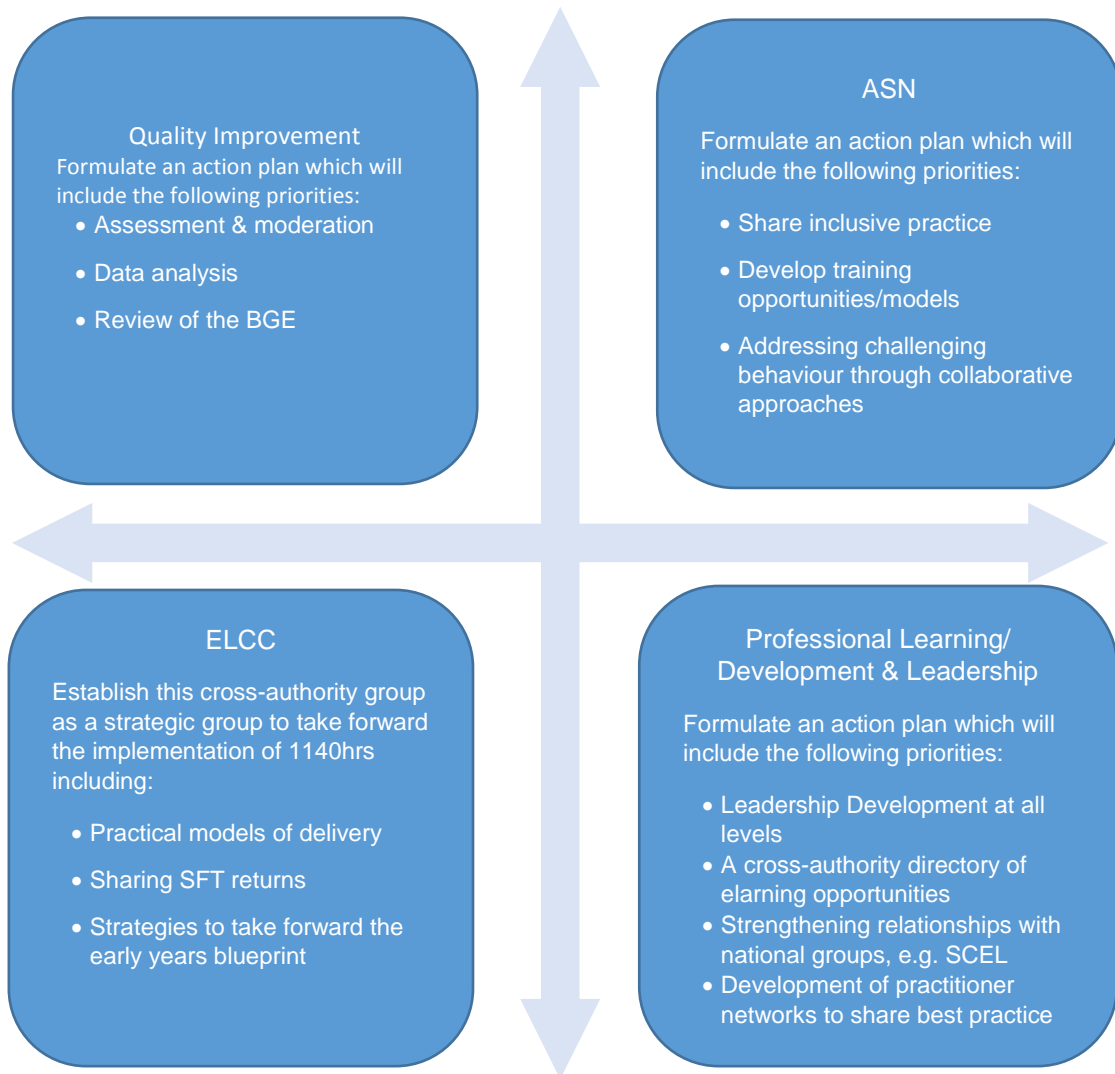 Quality Improvement
Formulate an action plan which will
include the following priorities:
• Assessment & moderation
• Data analysis
• Review of the BGE
ASN
Formulate an action plan which will
include the following priorities:
• Share inclusive practice
• Develop training
opportunities/models
• Addressing challenging
behaviour through collaborative
approaches
ELCC
Establish this cross-authority group
as a strategic group to take forward
the implementation of 1140hrs
including:
• Practical models of delivery
• Sharing SFT returns
• Strategies to take forward the
early years blueprint
Professional Learning/
Development & Leadership
Formulate an action plan which will
include the following priorities:
• Leadership Development at all
levels
• A cross-authority directory of
elarning opportunities
• Strengthening relationships with
national groups, e.g. SCEL
• Development of practitioner
networks to share best practice